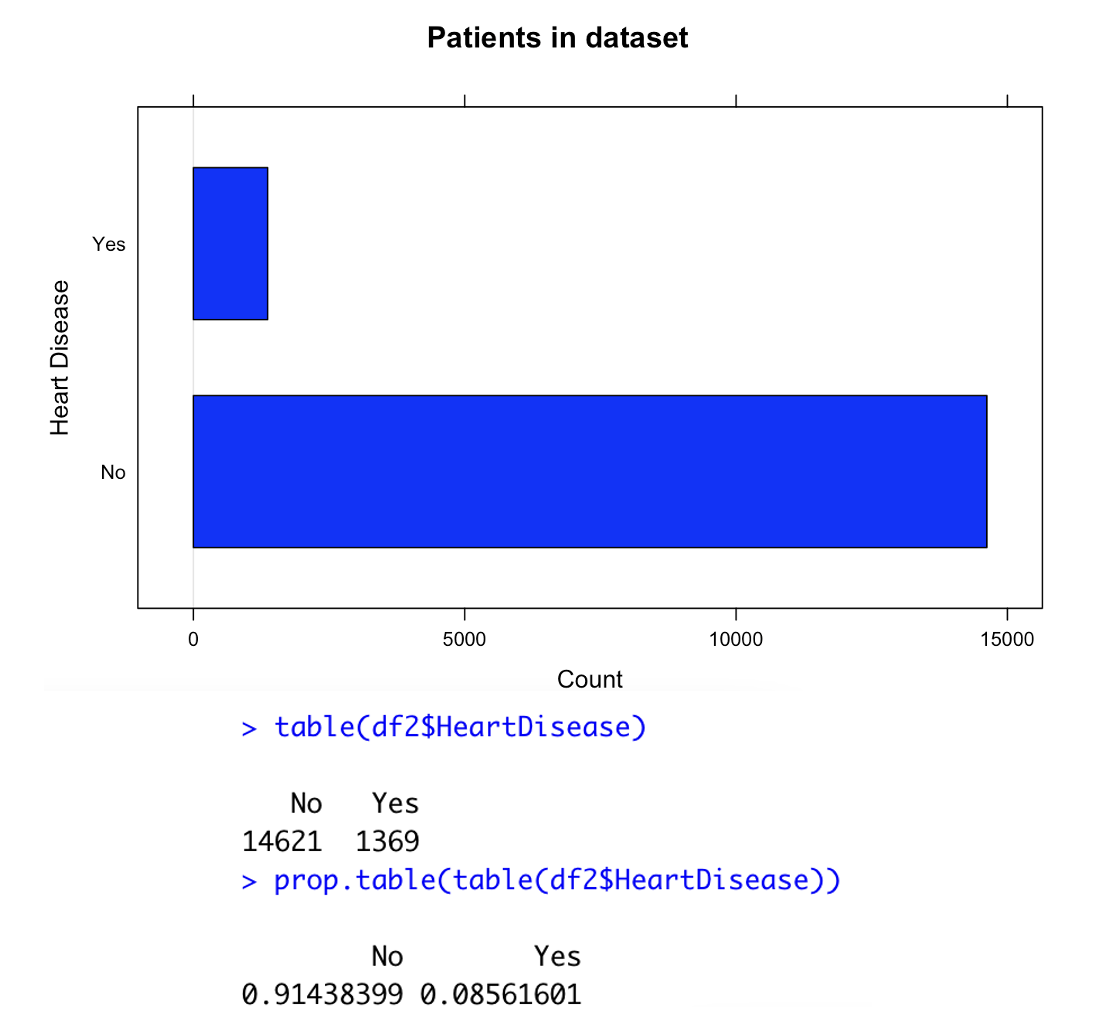 Patients in dataset
Yes
Heart Disease
No
0 5000 10000 15000
Count
> table(df2$HeartDisease)
No Yes
14621 1369
> prop.table(table(df2$HeartDisease))
No Yes
0.91438399 0.08561601